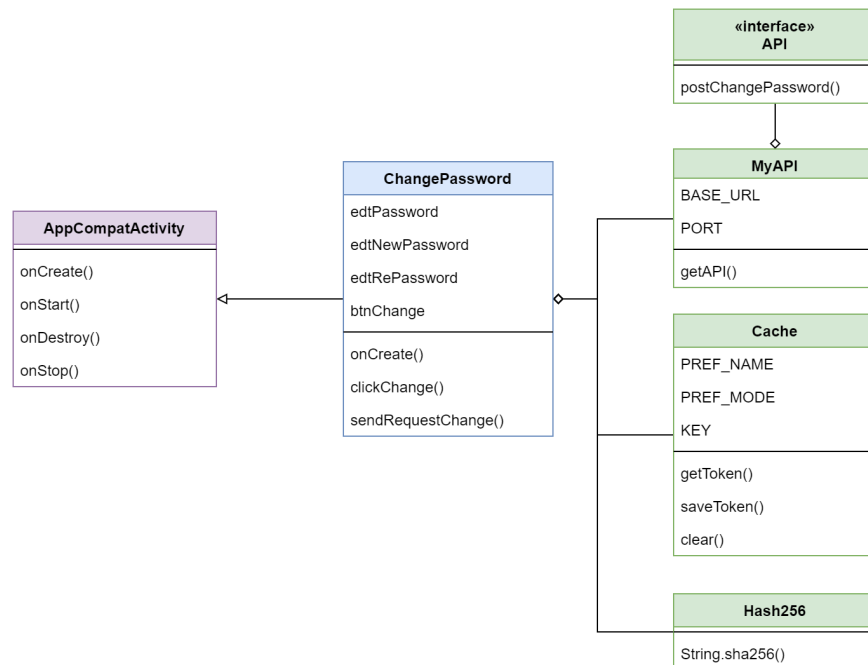 «interface»
API
postChangePassword()
MyAPI
BASE_URL
PORT
getAPI()
ChangePassword
edtPassword
edtNewPassword
edtRePassword
btnChange
onCreate()
clickChange()
sendRequestChange()
AppCompatActivity
onCreate()
onStart()
onDestroy()
onStop()
Cache
PREF_NAME
PREF_MODE
KEY
getToken()
saveToken()
clear()
Hash256
String.sha256()